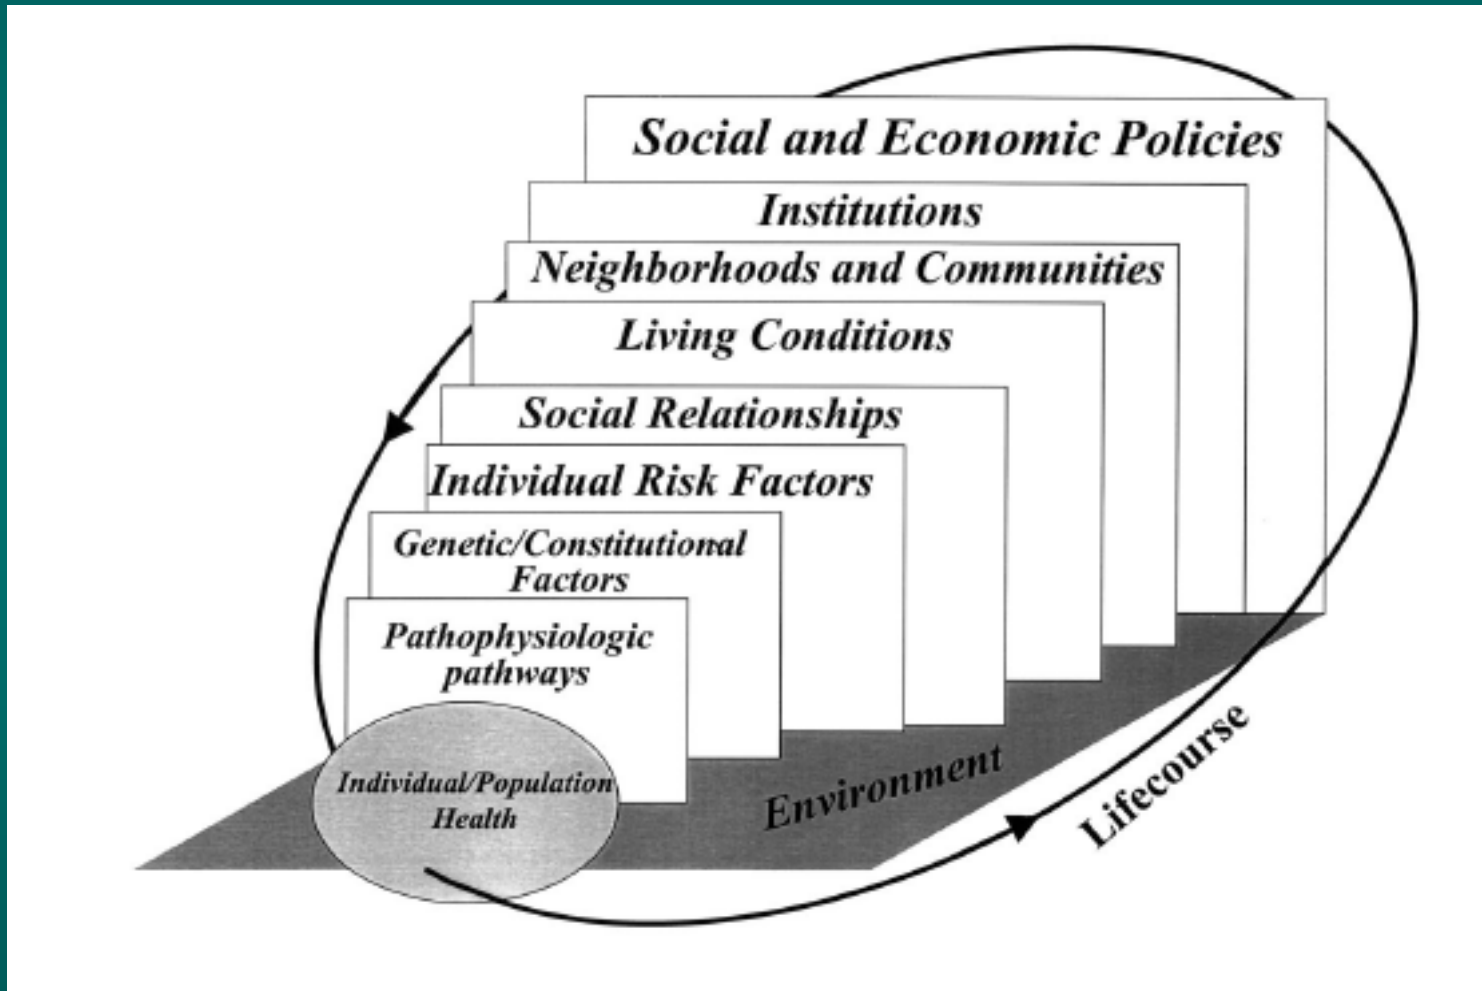 Social and Economic Policies
Institutions
Neighborhoods and Communities
Living Conditions
Social Relationships
Individual Risk Factors
Genetic/Constitutional
Factors
Pathophysiologic
pathways
Individual/Population
Health
Environment
Lifecourse